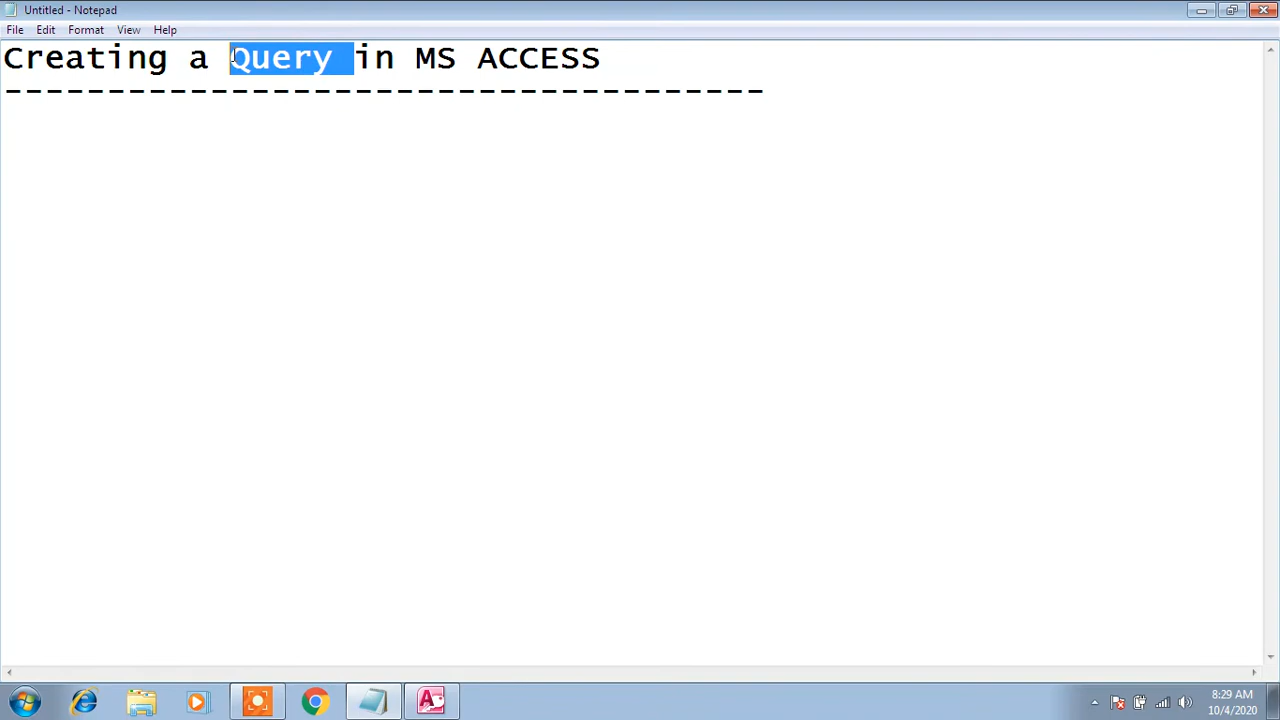 Untitled - Notepad
File Edit Format View Help
Creating a Query in MS ACCESS
-------------------------------------
8:29 AM
10/4/2020